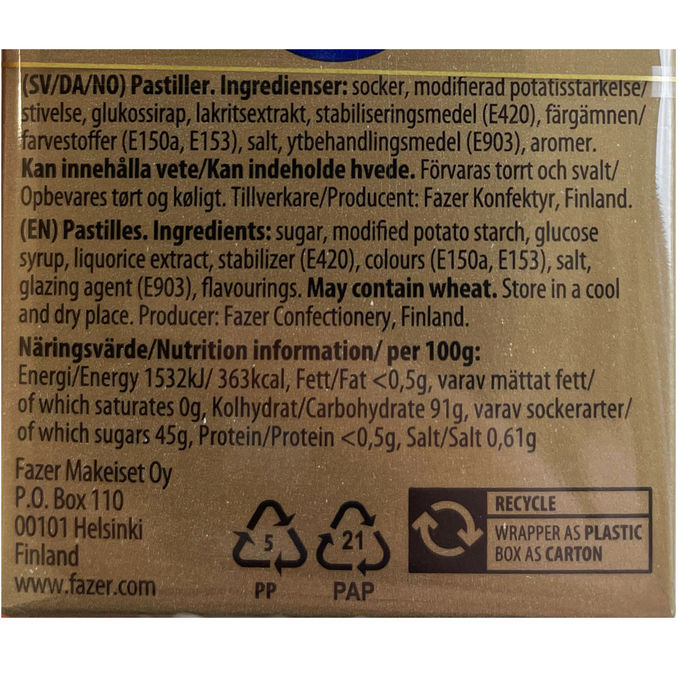 (SV/DA/NO) Pastiller. Ingredienser: socker, modifierad potatisstärkelse/
stivelse, glukossirap, lakritsextrakt, stabiliseringsmedel (E420), färgämnen/
farvestoffer (E150a, E153), salt, ytbehandlingsmedel (E903), aromer.
Kan innehålla vete/Kan indeholde hvede. Förvaras torrt och svalt/
Opbevares tørt og køligt. Tillverkare/Producent: Fazer Konfektyr, Finland.
(EN) Pastilles. Ingredients: sugar, modified potato starch, glucose
syrup, liquorice extract, stabilizer (E420), colours (E150a, E153), salt,
glazing agent (E903), flavourings. May contain wheat. Store in a cool
and dry place. Producer: Fazer Confectionery, Finland.
Näringsvärde/Nutrition information/ per 100g:
Energi/Energy 1532kJ/ 363kcal, Fett/Fat <0,5g, varav mättat fett/
of which saturates 0g, Kolhydrat/Carbohydrate 91g, varav sockerarter/
of which sugars 45g, Protein/Protein <0,5g, Salt/Salt 0,61g
Fazer Makeiset Oy
P.O. Box 110
00101 Helsinki
Finland
www.fazer.com
5
PP
21
PAP
RECYCLE
WRAPPER AS PLASTIC
BOX AS CARTON